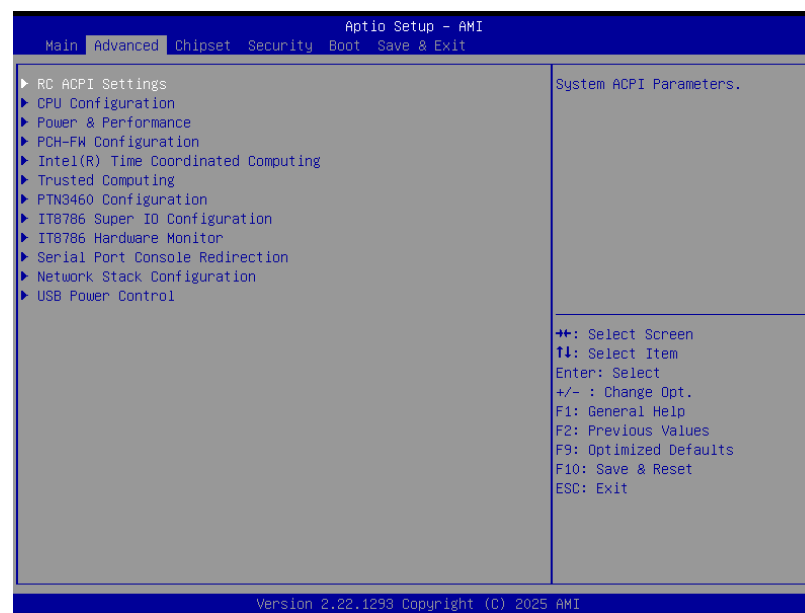 Aptio Setup - AMI
Main Advanced Chipset Security Boot Save & Exit
RC ACPI Settings
CPU Configuration
Power & Performance
PCH-FW Configuration
Intel(R) Time Coordinated Computing
Trusted Computing
PTN3460 Configuration
IT8786 Super IO Configuration
IT8786 Hardware Monitor
Serial Port Console Redirection
Network Stack Configuration
USB Power Control
System ACPI Parameters.
→←: Select Screen
↑↓: Select Item
Enter: Select
+/- : Change Opt.
F1: General Help
F2: Previous Values
F9: Optimized Defaults
F10: Save & Reset
ESC: Exit
Version 2.22.1293 Copyright (C) 2025 AMI